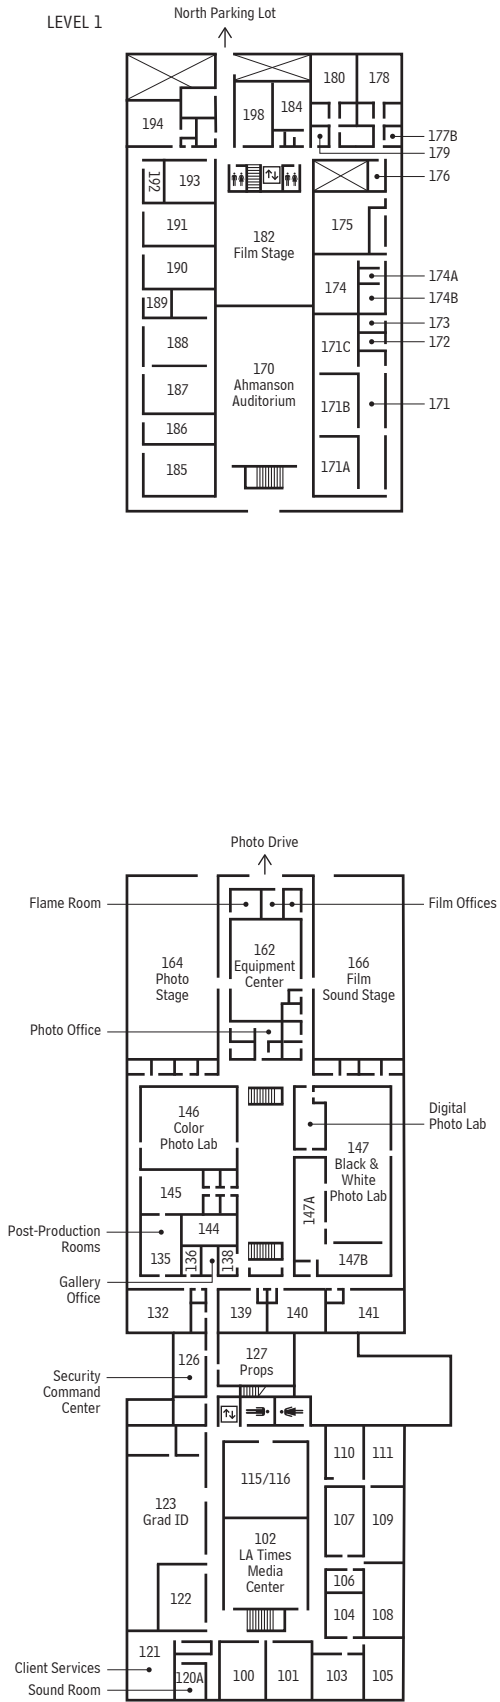 LEVEL 1
North Parking Lot
180
178
198
184
194
177B
179
176
192
193
191
182
Film Stage
175
190
174
174A
174B
189
173
188
171C
172
170
Ahmanson
Auditorium
187
171B
171
186
185
171A
Photo Drive
Flame Room
Film Offices
164
Photo
Stage
162
Equipment
Center
166
Film
Sound Stage
Photo Office
146
Color
Photo Lab
Digital
Photo Lab
147
Black &
White
Photo Lab
145
147A
144
Post-Production
Rooms
135
136
138
147B
Gallery
Office
132
139
140
141
126
127
Props
Security
Command
Center
110
111
115/116
123
Grad ID
107
109
102
LA Times
Media
Center
106
122
104
108
121
Client Services
120A
100
101
103
105
Sound Room